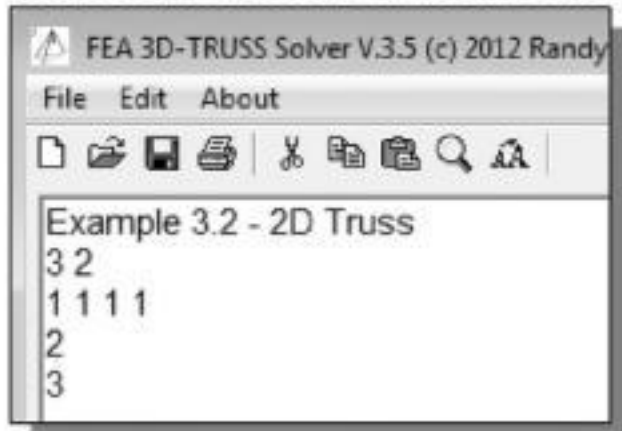 FEA 3D-TRUSS Solver V.3.5 (c) 2012 Randy
File Edit About
Example 3.2 - 2D Truss
3 2
1 1 1 1
2
3